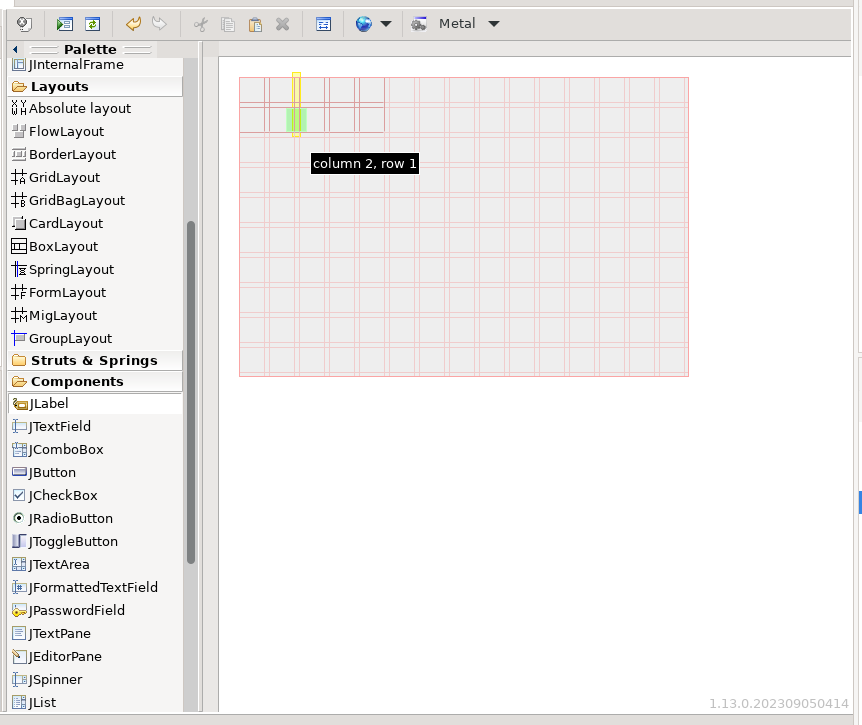 Metal
Palette
JInternalFrame
Layouts
Absolute layout
FlowLayout
BorderLayout
GridLayout
GridBagLayout
CardLayout
BoxLayout
SpringLayout
FormLayout
MigLayout
GroupLayout
Struts & Springs
Components
JLabel
JTextField
JComboBox
JButton
JCheckBox
JRadioButton
JToggleButton
JTextArea
JFormattedTextField
JPasswordField
JTextPane
JEditorPane
JSpinner
JList
column 2, row 1
1.13.0.202309050414